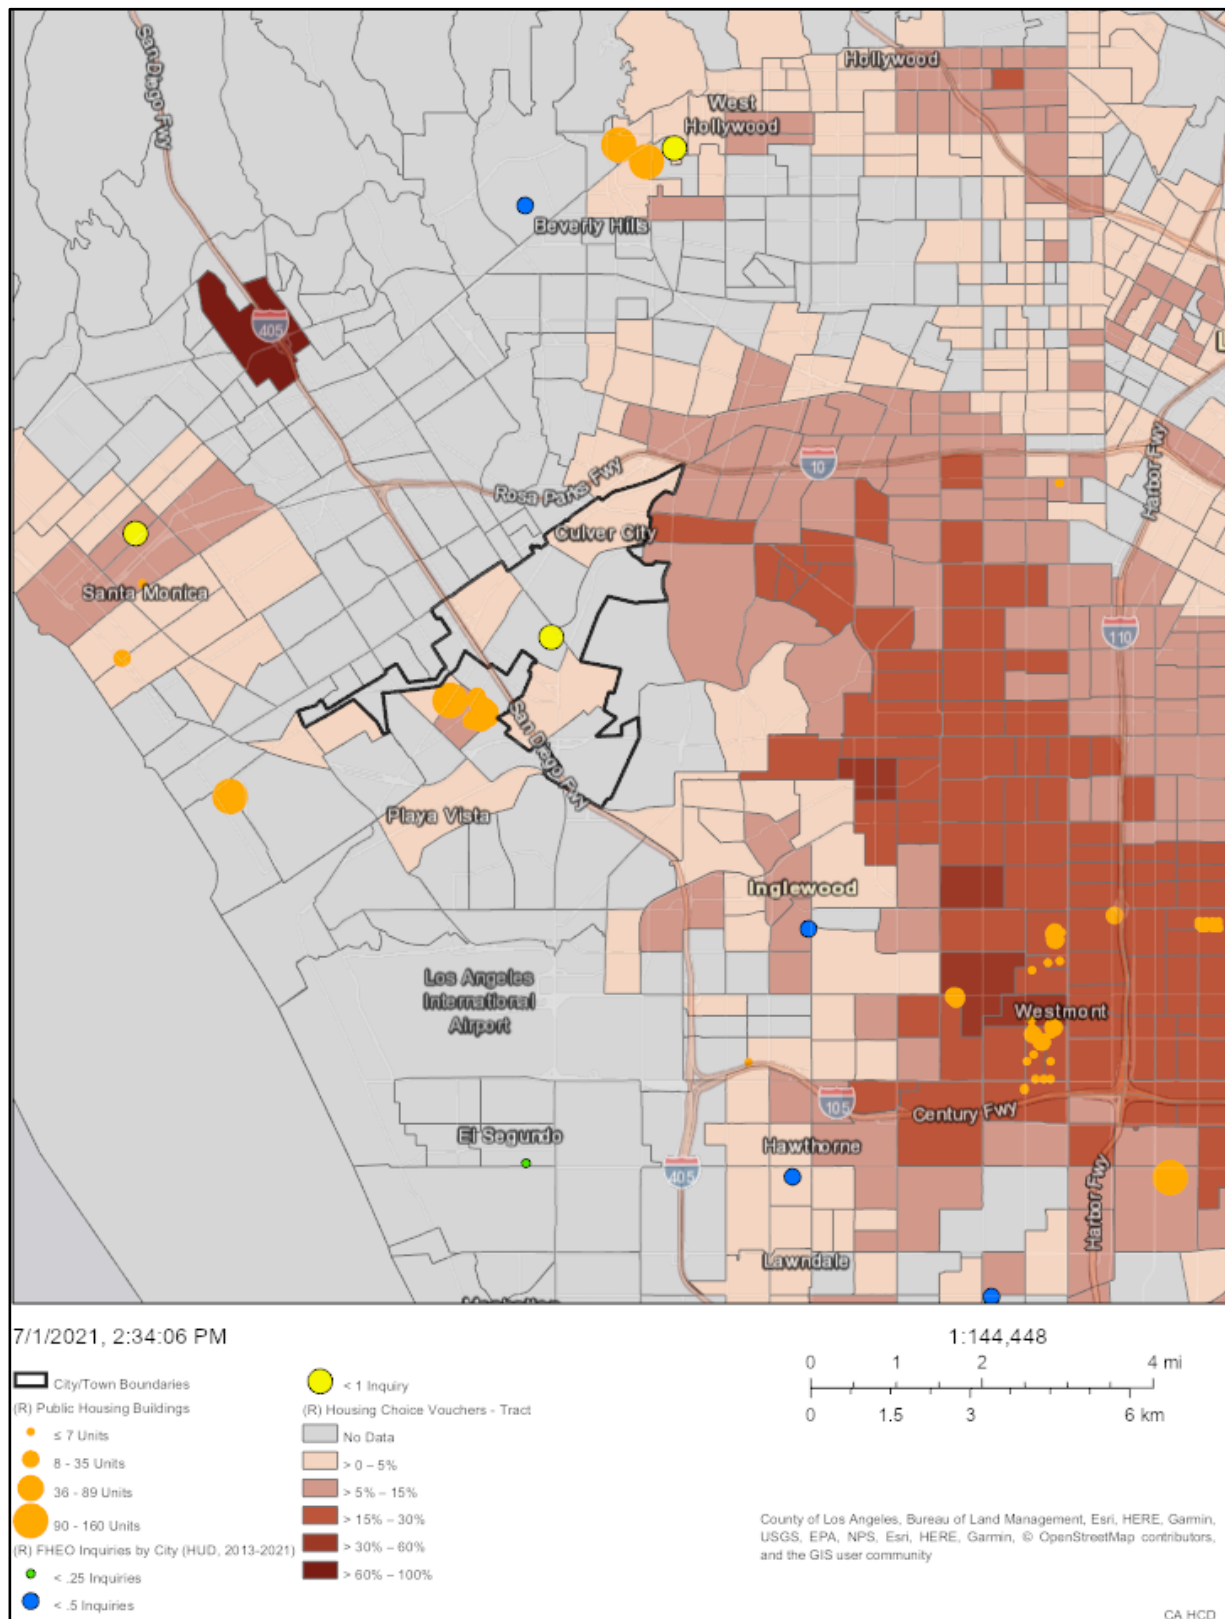 San Diego Fwy
Hollywood
West
Hollywood
Beverly Hills
405
Rosa Parks Fwy
10
Harbor Fwy
Culver City
Santa Monica
110
San Diego Fwy
Playa Vista
Inglewood
Los Angeles
International
Airport
Westmont
105
Century Fwy
El Segundo
Hawthorne
405
Harbor Fwy
Lawndale
7/1/2021, 2:34:06 PM
1:144,448
0 1 2 4 mi
0 1.5 3 6 km
City/Town Boundaries
(R) Public Housing Buildings
≤ 7 Units
8 - 35 Units
36 - 89 Units
90 - 160 Units
(R) FHEO Inquiries by City (HUD, 2013-2021)
< .25 Inquiries
< .5 Inquiries
< 1 Inquiry
(R) Housing Choice Vouchers - Tract
No Data
> 0 – 5%
> 5% – 15%
> 15% – 30%
> 30% – 60%
> 60% – 100%
County of Los Angeles, Bureau of Land Management, Esri, HERE, Garmin,
USGS, EPA, NPS, Esri, HERE, Garmin, © OpenStreetMap contributors,
and the GIS user community
CA HCD